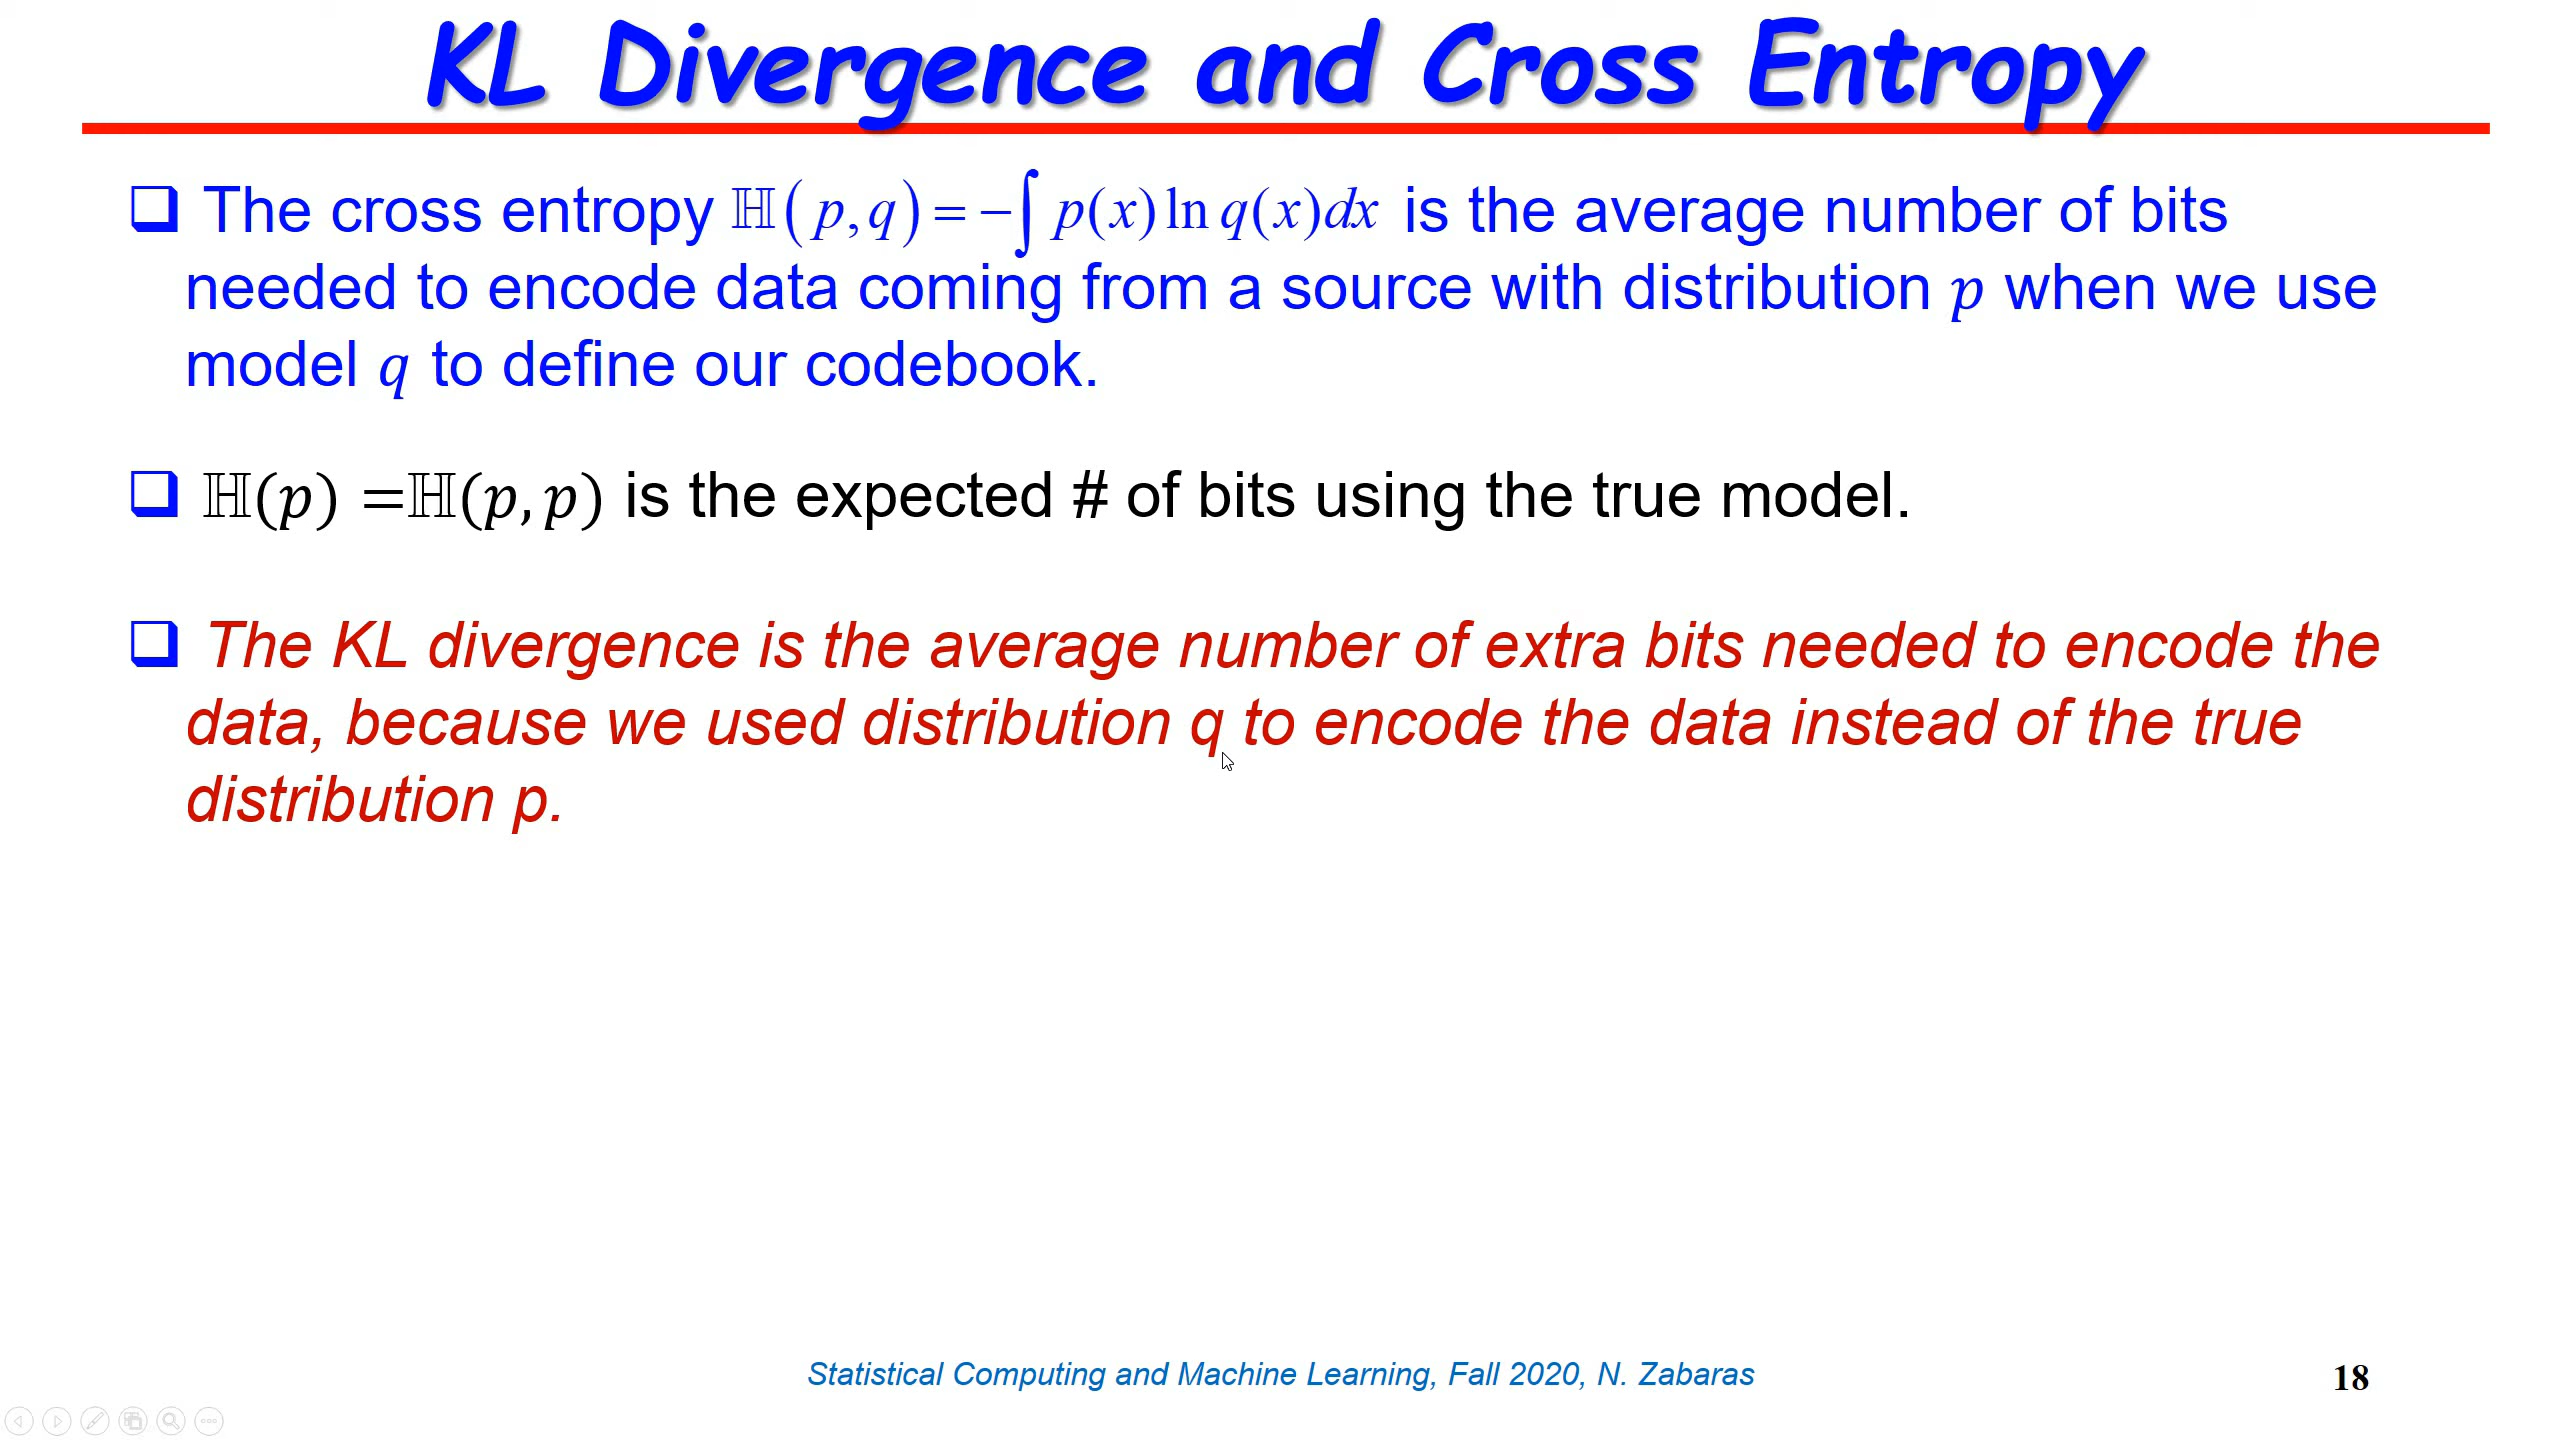 KL Divergence and Cross Entropy
❑ The cross entropy ℍ(p,q) = −∫ p(x) ln q(x)dx is the average number of bits
needed to encode data coming from a source with distribution p when we use
model q to define our codebook.
❑ ℍ(p) =ℍ(p,p) is the expected # of bits using the true model.
❑ The KL divergence is the average number of extra bits needed to encode the
data, because we used distribution q to encode the data instead of the true
distribution p.
Statistical Computing and Machine Learning, Fall 2020, N. Zabaras
18